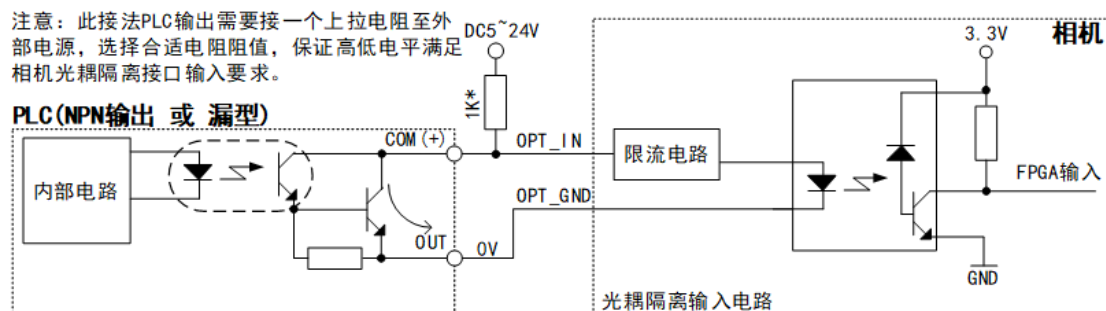 注意：此接法PLC输出需要接一个上拉电阻至外
部电源，选择合适电阻阻值，保证高低电平满足
相机光耦隔离接口输入要求。
DC5~24V
3.3V
相机
1K*
PLC(NPN输出 或 漏型)
COM(+)
OPT_IN
限流电路
内部电路
FPGA输入
OPT_GND
OUT
0V
GND
光耦隔离输入电路